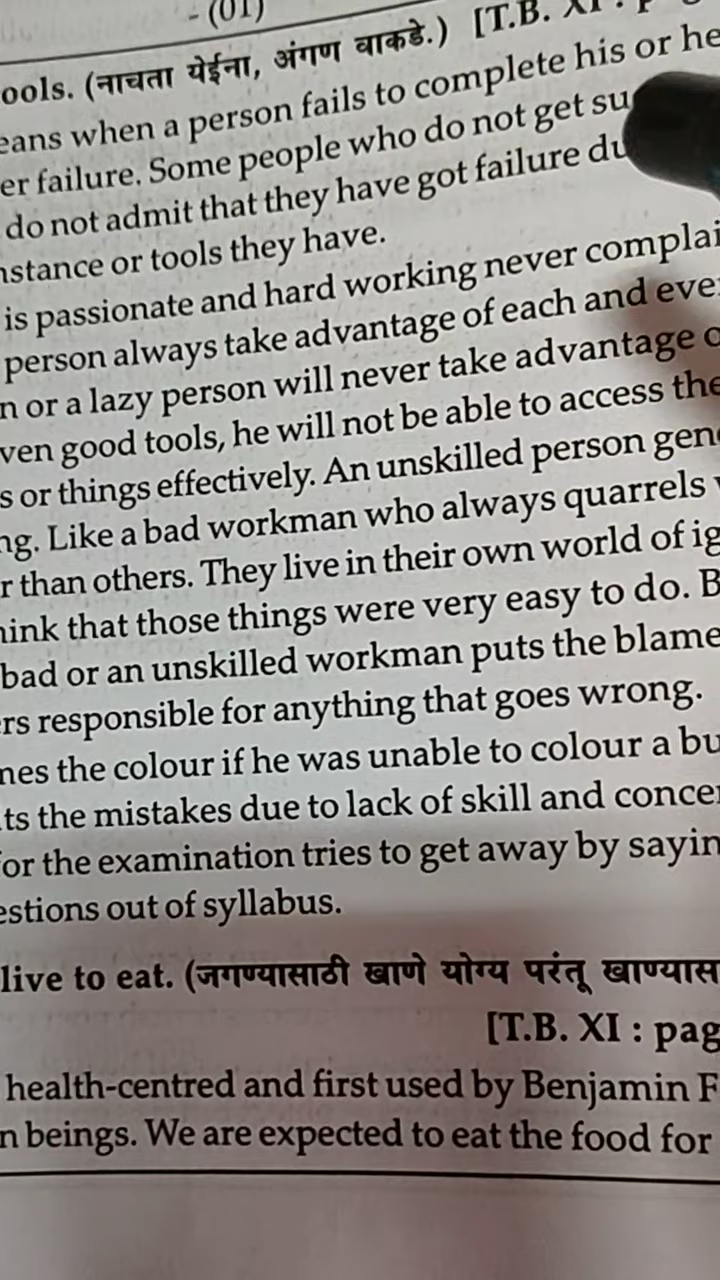 - (01)
ools. (नाचता येईना, अंगण वाकडे.) [T.B. XI : p
eans when a person fails to complete his or he
er failure. Some people who do not get su
do not admit that they have got failure du
nstance or tools they have.
is passionate and hard working never complai
person always take advantage of each and eve
n or a lazy person will never take advantage o
ven good tools, he will not be able to access the
s or things effectively. An unskilled person gen
ng. Like a bad workman who always quarrels
r than others. They live in their own world of ig
hink that those things were very easy to do. B
bad or an unskilled workman puts the blame
ers responsible for anything that goes wrong.
mes the colour if he was unable to colour a bu
ts the mistakes due to lack of skill and concen
for the examination tries to get away by sayin
estions out of syllabus.
live to eat. (जगण्यासाठी खाणे योग्य परंतू खाण्यास
[T.B. XI : pag
health-centred and first used by Benjamin F
n beings. We are expected to eat the food for